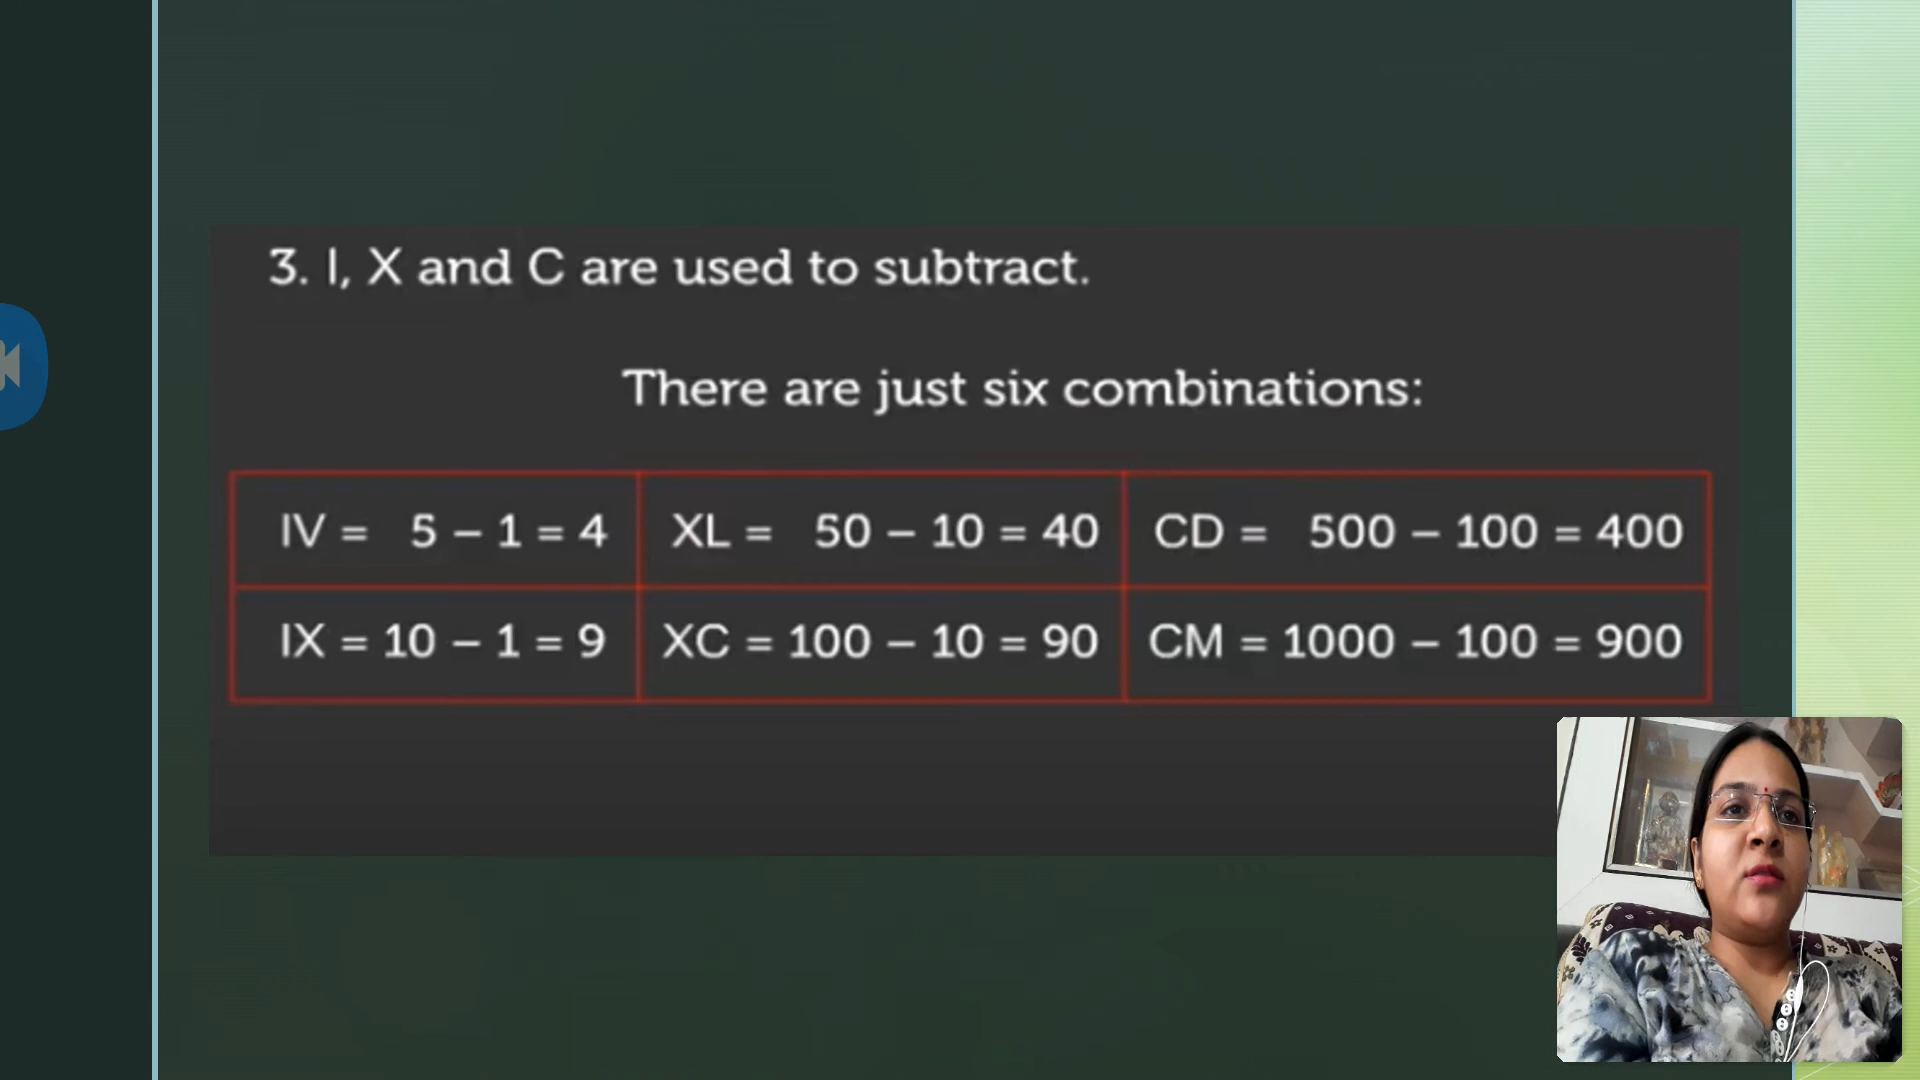 3. I, X and C are used to subtract.
There are just six combinations:
IV = 5 – 1 = 4 XL = 50 – 10 = 40 CD = 500 – 100 = 400
IX = 10 – 1 = 9 XC = 100 – 10 = 90 CM = 1000 – 100 = 900